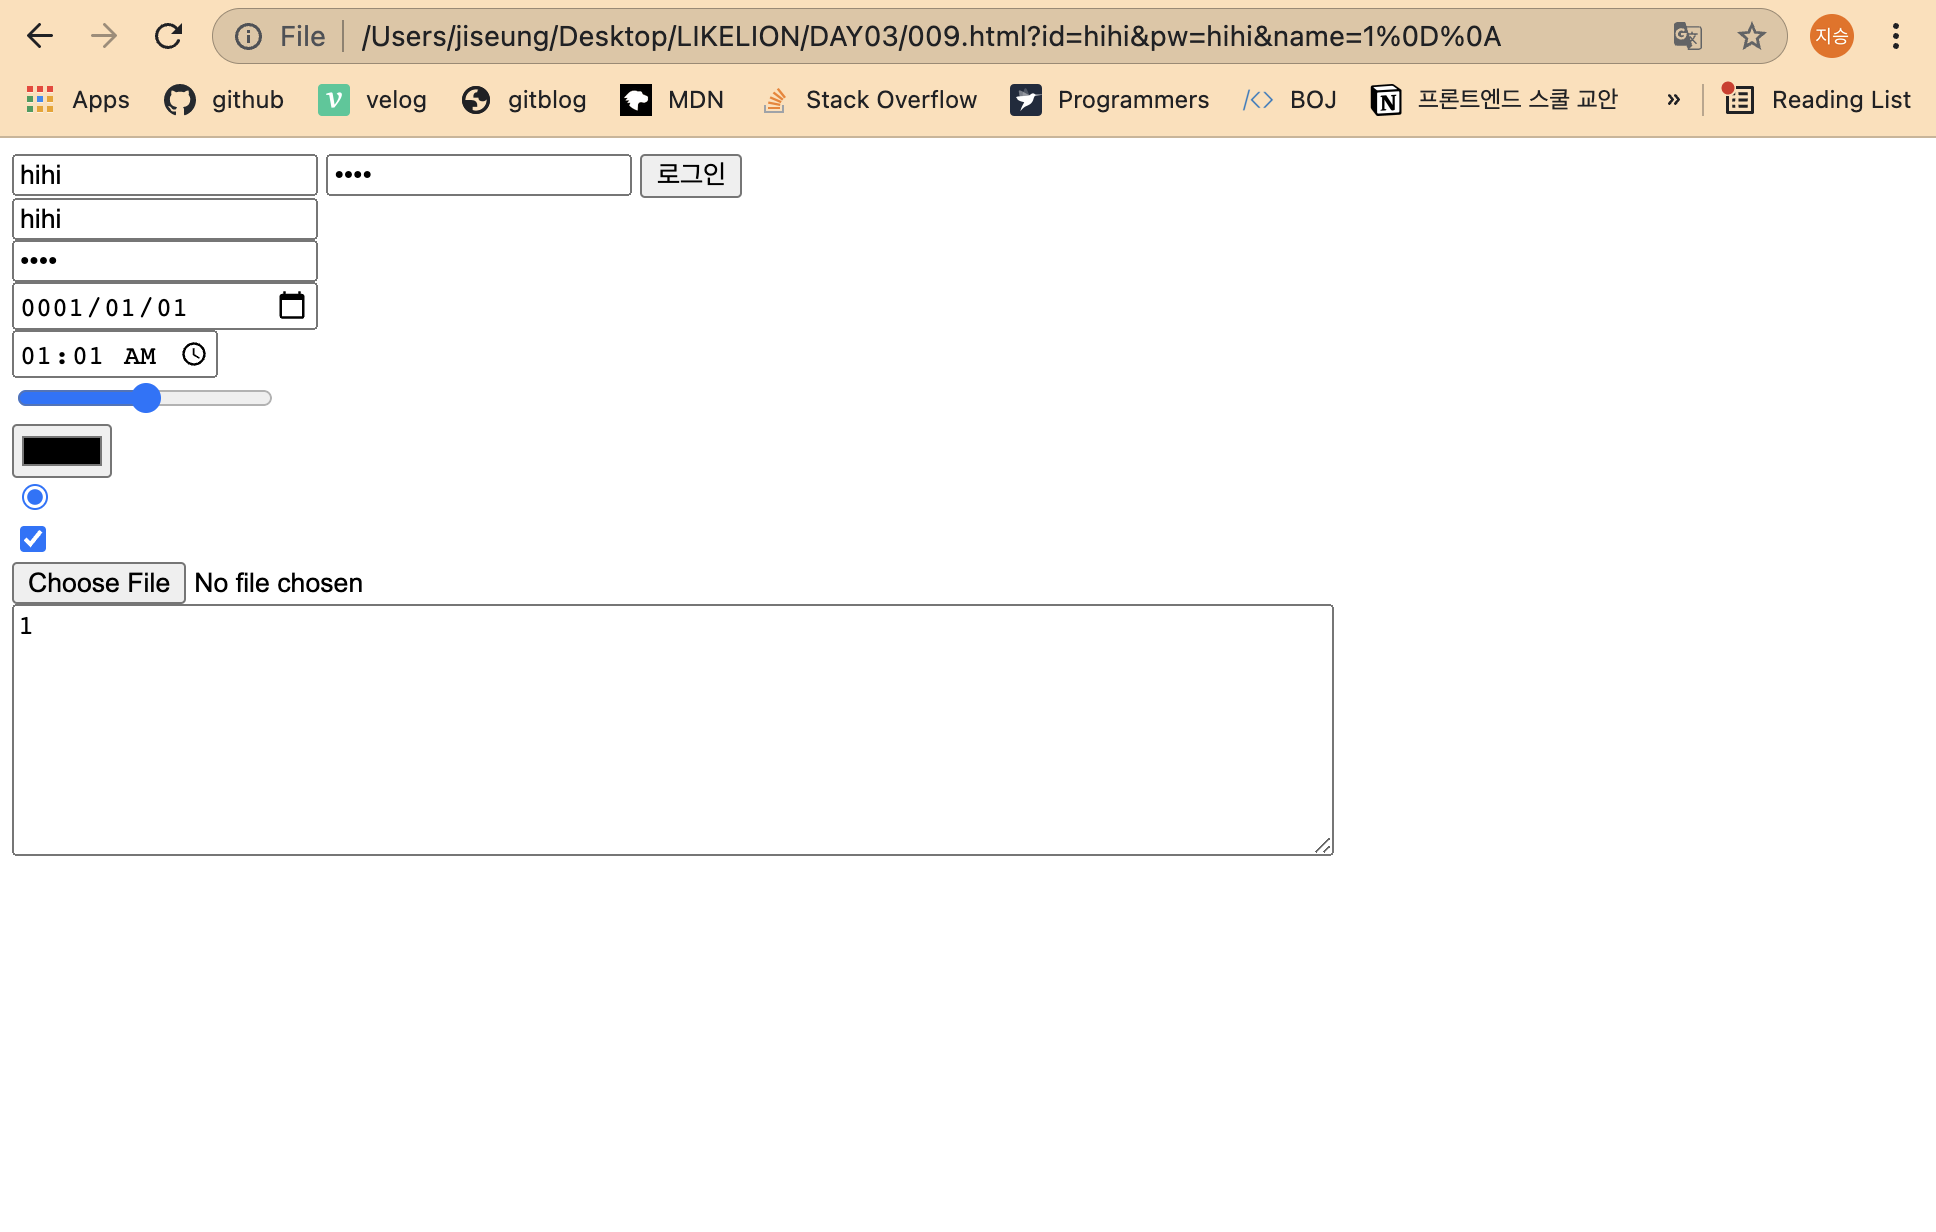 File /Users/jiseung/Desktop/LIKELION/DAY03/009.html?id=hihi&pw=hihi&name=1%0D%0A 지승
Apps github velog gitblog MDN Stack Overflow Programmers /<> BOJ 프론트엔드 스쿨 교안 » Reading List
hihi •••• 로그인
hihi
••••
0001/01/01
01:01 AM
Choose File No file chosen
1